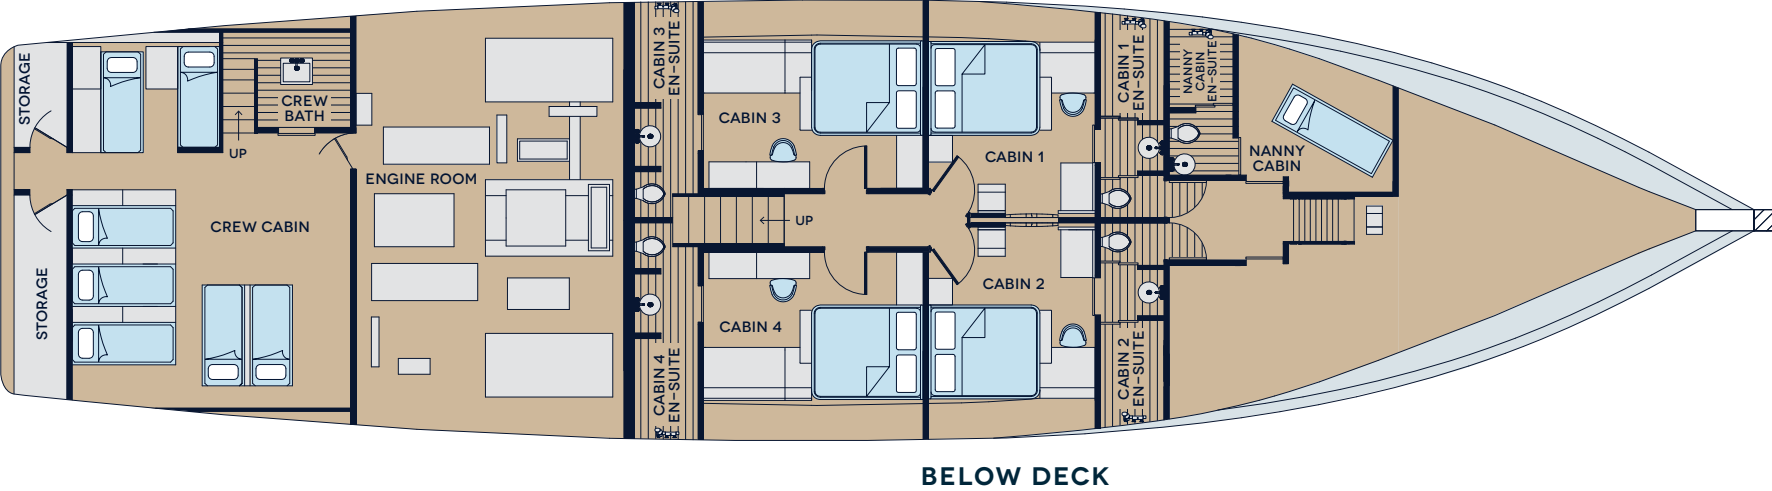 STORAGE
CREW
BATH
UP
STORAGE
CREW CABIN
ENGINE ROOM
CABIN 3
EN-SUITE
CABIN 3
CABIN 1
CABIN 1
EN-SUITE
NANNY
CABIN
EN-SUITE
NANNY
CABIN
UP
CABIN 2
CABIN 4
CABIN 4
EN-SUITE
CABIN 2
EN-SUITE
BELOW DECK